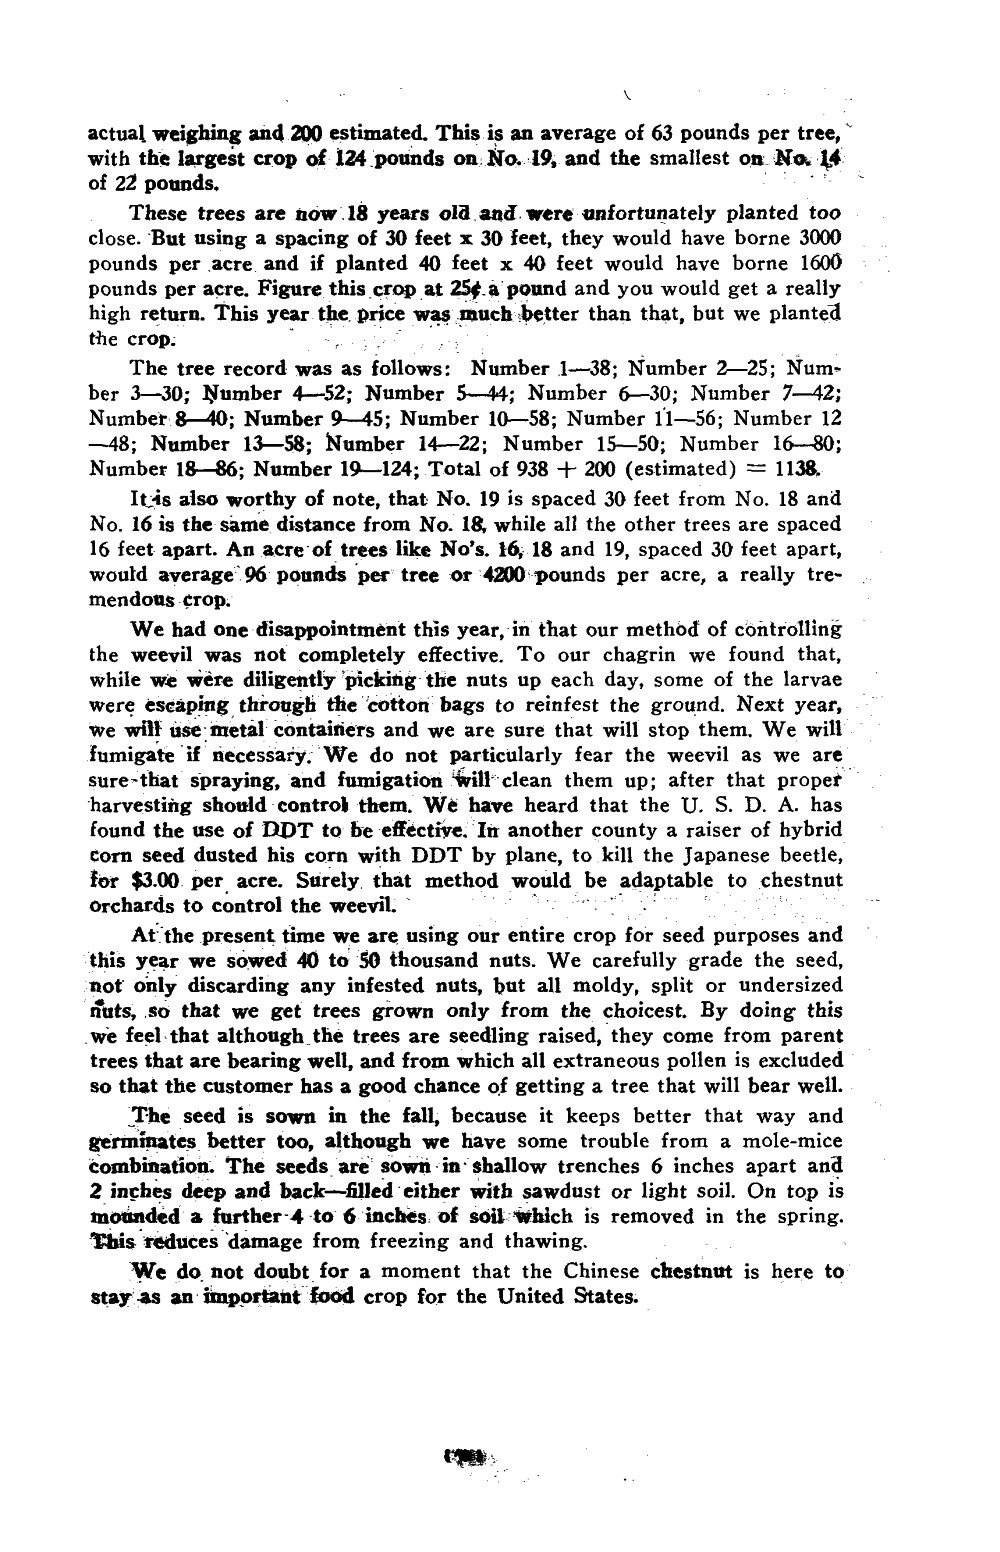 actual weighing and 200 estimated. This is an average of 63 pounds per tree,
with the largest crop of 124 pounds on No. 19, and the smallest on No. 14
of 22 pounds.
These trees are now 18 years old and were unfortunately planted too
close. But using a spacing of 30 feet x 30 feet, they would have borne 3000
pounds per acre and if planted 40 feet x 40 feet would have borne 1600
pounds per acre. Figure this crop at 25¢ a pound and you would get a really
high return. This year the price was much better than that, but we planted
the crop.
The tree record was as follows: Number 1—38; Number 2—25; Num-
ber 3—30; Number 4—52; Number 5—44; Number 6—30; Number 7—42;
Number 8—40; Number 9—45; Number 10—58; Number 11—56; Number 12
—48; Number 13—58; Number 14—22; Number 15—50; Number 16—80;
Number 18—86; Number 19—124; Total of 938 + 200 (estimated) = 1138.
It is also worthy of note, that No. 19 is spaced 30 feet from No. 18 and
No. 16 is the same distance from No. 18, while all the other trees are spaced
16 feet apart. An acre of trees like No's. 16, 18 and 19, spaced 30 feet apart,
would average 96 pounds per tree or 4200 pounds per acre, a really tre-
mendous crop.
We had one disappointment this year, in that our method of controlling
the weevil was not completely effective. To our chagrin we found that,
while we were diligently picking the nuts up each day, some of the larvae
were escaping through the cotton bags to reinfest the ground. Next year,
we will use metal containers and we are sure that will stop them. We will
fumigate if necessary. We do not particularly fear the weevil as we are
sure that spraying, and fumigation will clean them up; after that proper
harvesting should control them. We have heard that the U. S. D. A. has
found the use of DDT to be effective. In another county a raiser of hybrid
corn seed dusted his corn with DDT by plane, to kill the Japanese beetle,
for $3.00 per acre. Surely that method would be adaptable to chestnut
orchards to control the weevil.
At the present time we are using our entire crop for seed purposes and
this year we sowed 40 to 50 thousand nuts. We carefully grade the seed,
not only discarding any infested nuts, but all moldy, split or undersized
nuts, so that we get trees grown only from the choicest. By doing this
we feel that although the trees are seedling raised, they come from parent
trees that are bearing well, and from which all extraneous pollen is excluded
so that the customer has a good chance of getting a tree that will bear well.
The seed is sown in the fall, because it keeps better that way and
germinates better too, although we have some trouble from a mole-mice
combination. The seeds are sown in shallow trenches 6 inches apart and
2 inches deep and back—filled either with sawdust or light soil. On top is
mounded a further 4 to 6 inches of soil which is removed in the spring.
This reduces damage from freezing and thawing.
We do not doubt for a moment that the Chinese chestnut is here to
stay as an important food crop for the United States.